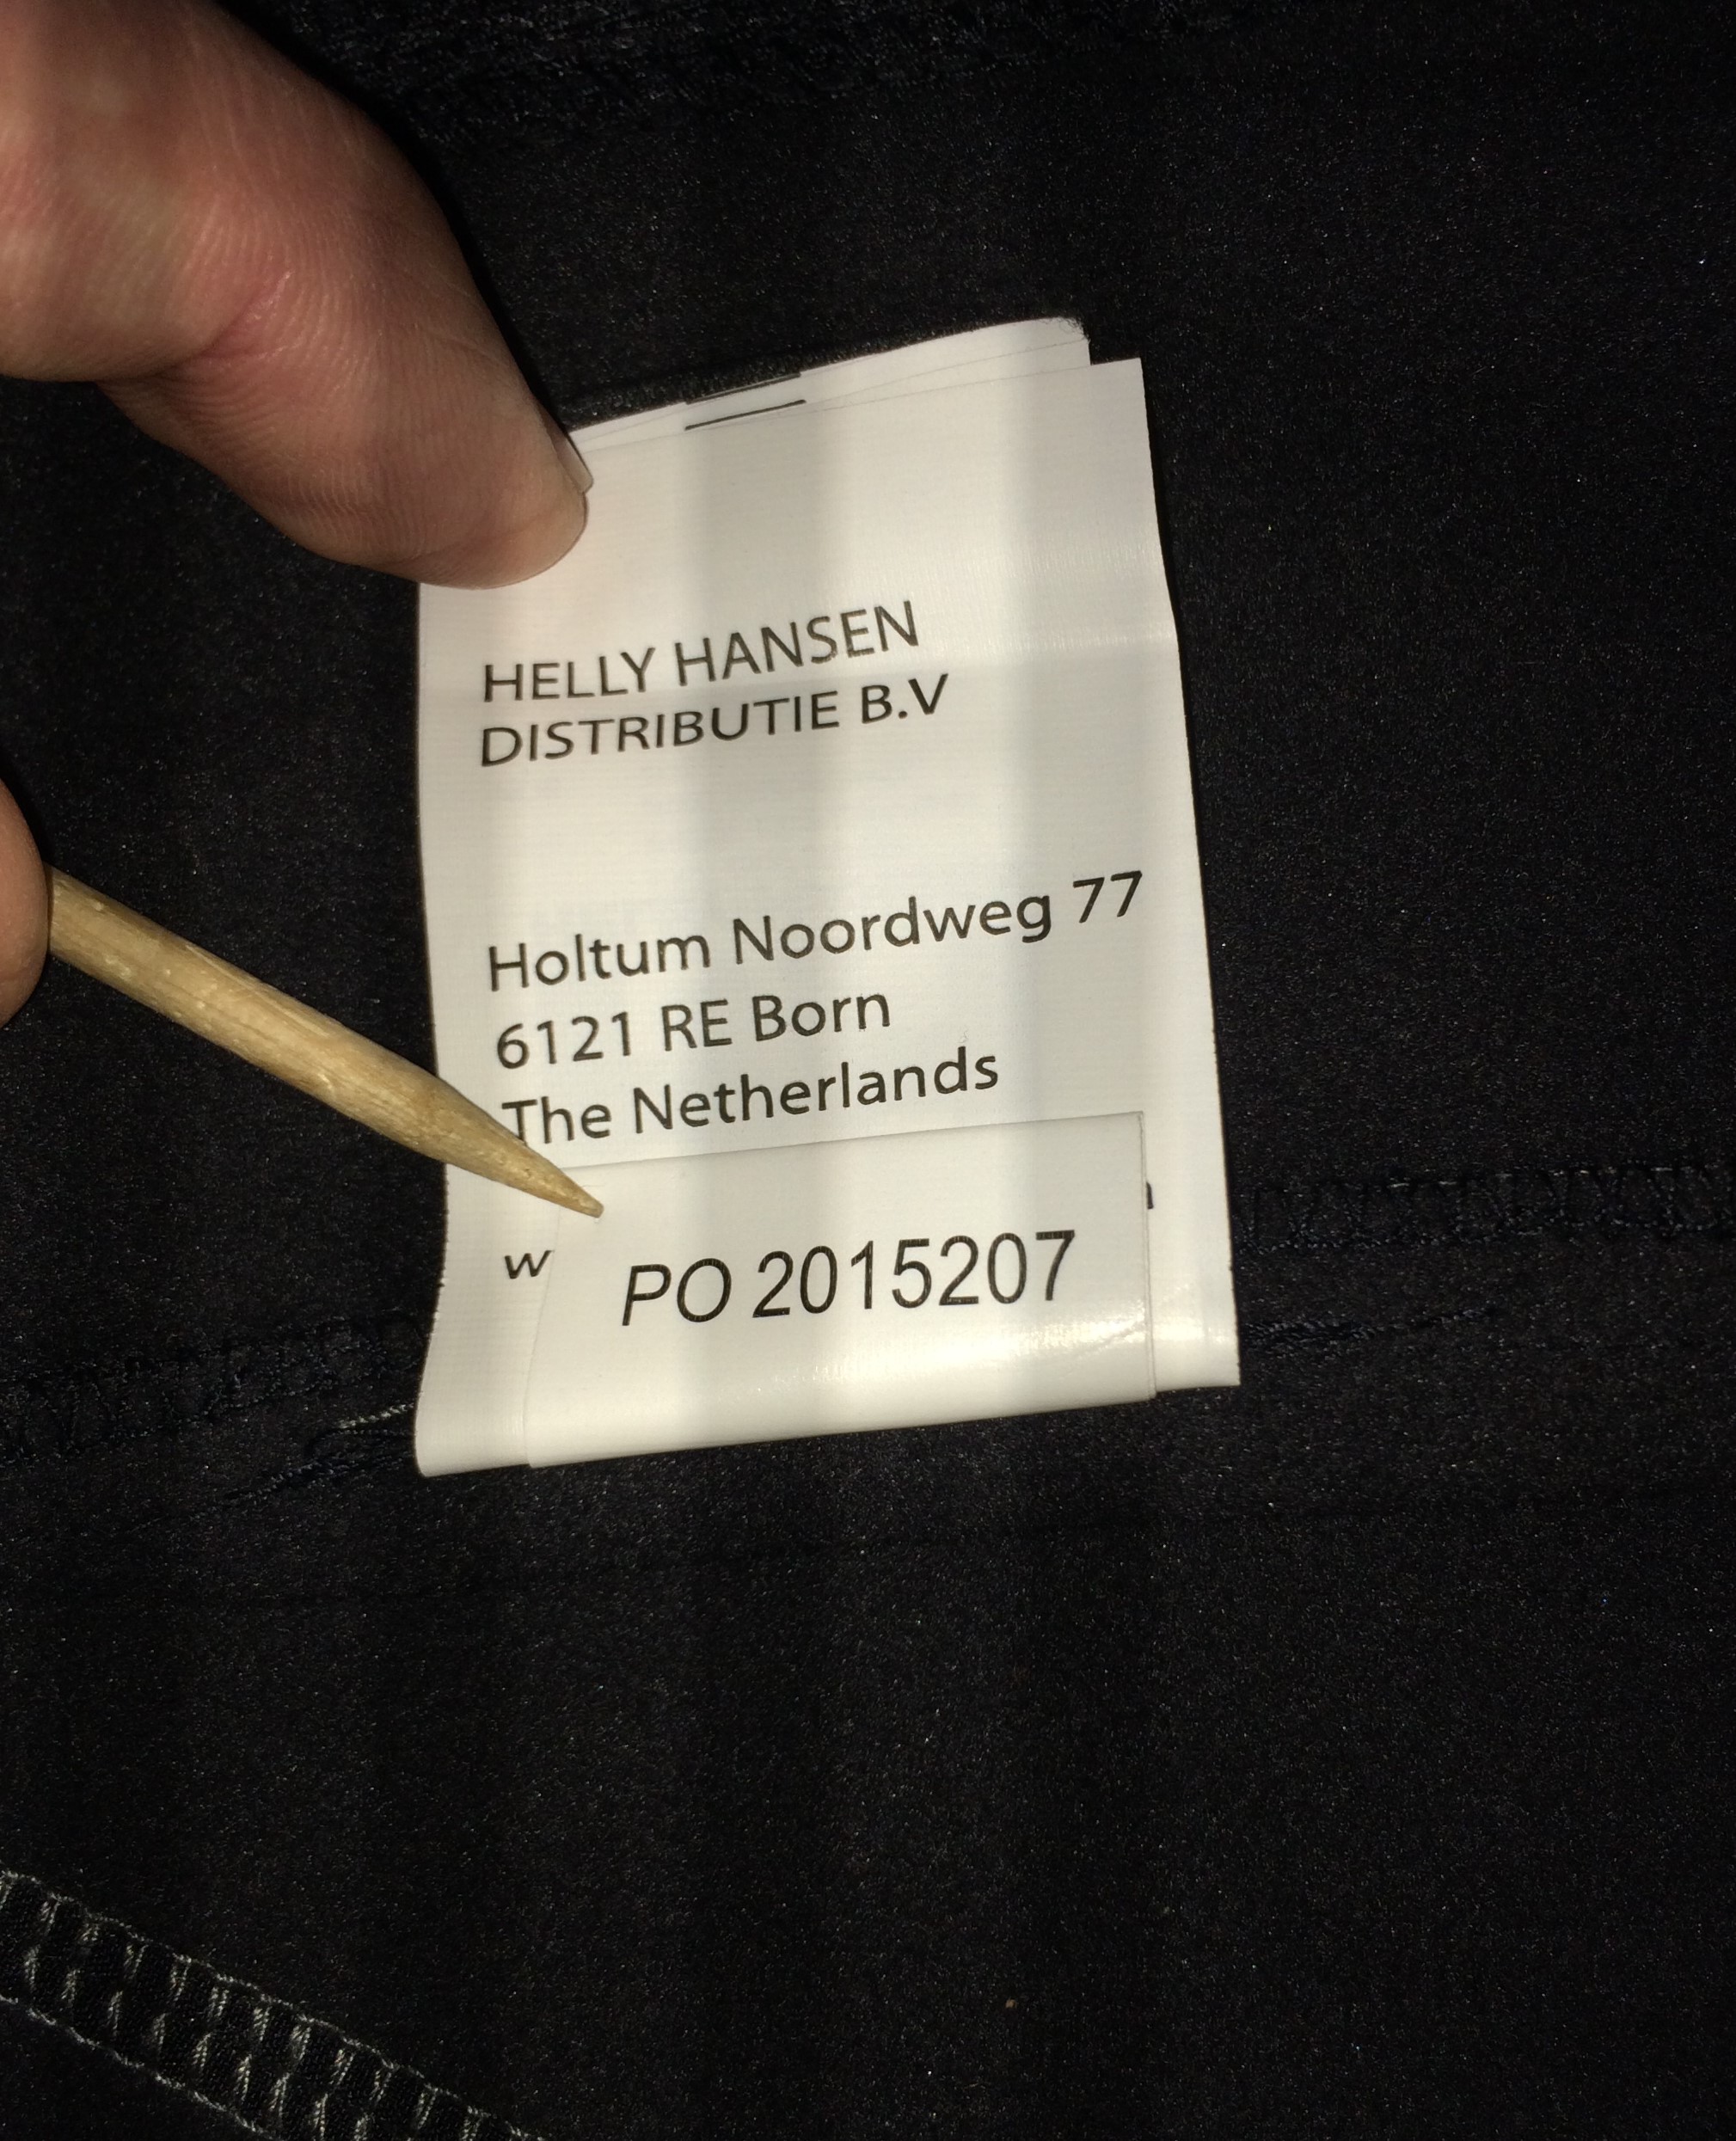 HELLY HANSEN
DISTRIBUTIE B.V
Holtum Noordweg 77
6121 RE Born
The Netherlands
w
PO 2015207